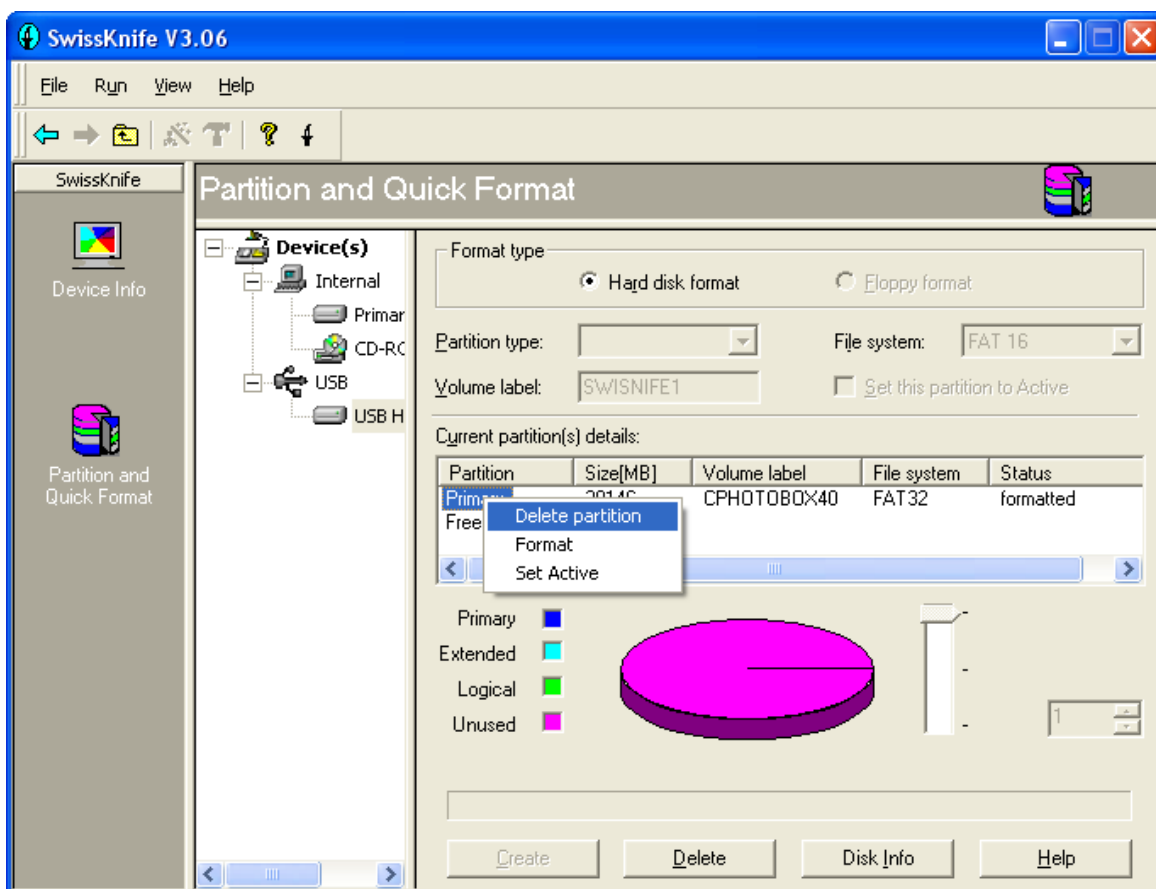 SwissKnife V3.06
File Run View Help
SwissKnife
Device Info
Partition and
Quick Format
Partition and Quick Format
Device(s)
Internal
Primar
CD-RC
USB
USB H
Format type
Hard disk format
Floppy format
Partition type:
File system: FAT 16
Volume label: SWISNIFE1
Set this partition to Active
Current partition(s) details:
Partition Size[MB] Volume label File system Status
CPHOTOBOX40 FAT32 formatted
Free
Delete partition
Format
Set Active
Primary
Extended
Logical
Unused
1
Create Delete Disk Info Help